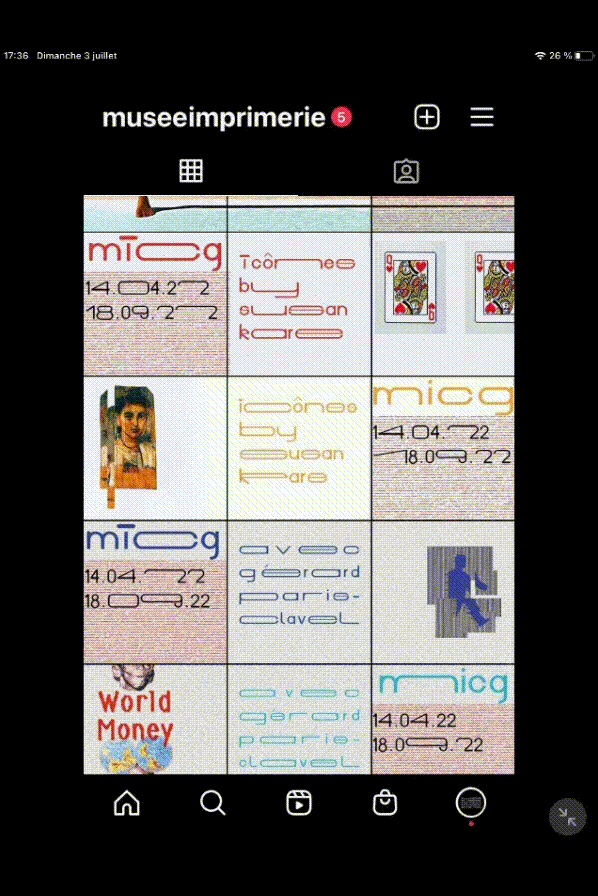 17:36 Dimanche 3 juillet
26 %
museeimprimerie 5
micg
14.04.22
18.09.22
icônes
by
susan
kare
Q
Q
Q
icônes
by
susan
kare
micg
14.04.22
18.09.22
micg
14.04.22
18.09.22
avec
gérard
paris-
clavel
World
Money
avec
gérard
paris-
clavel
micg
14.04.22
18.09.22